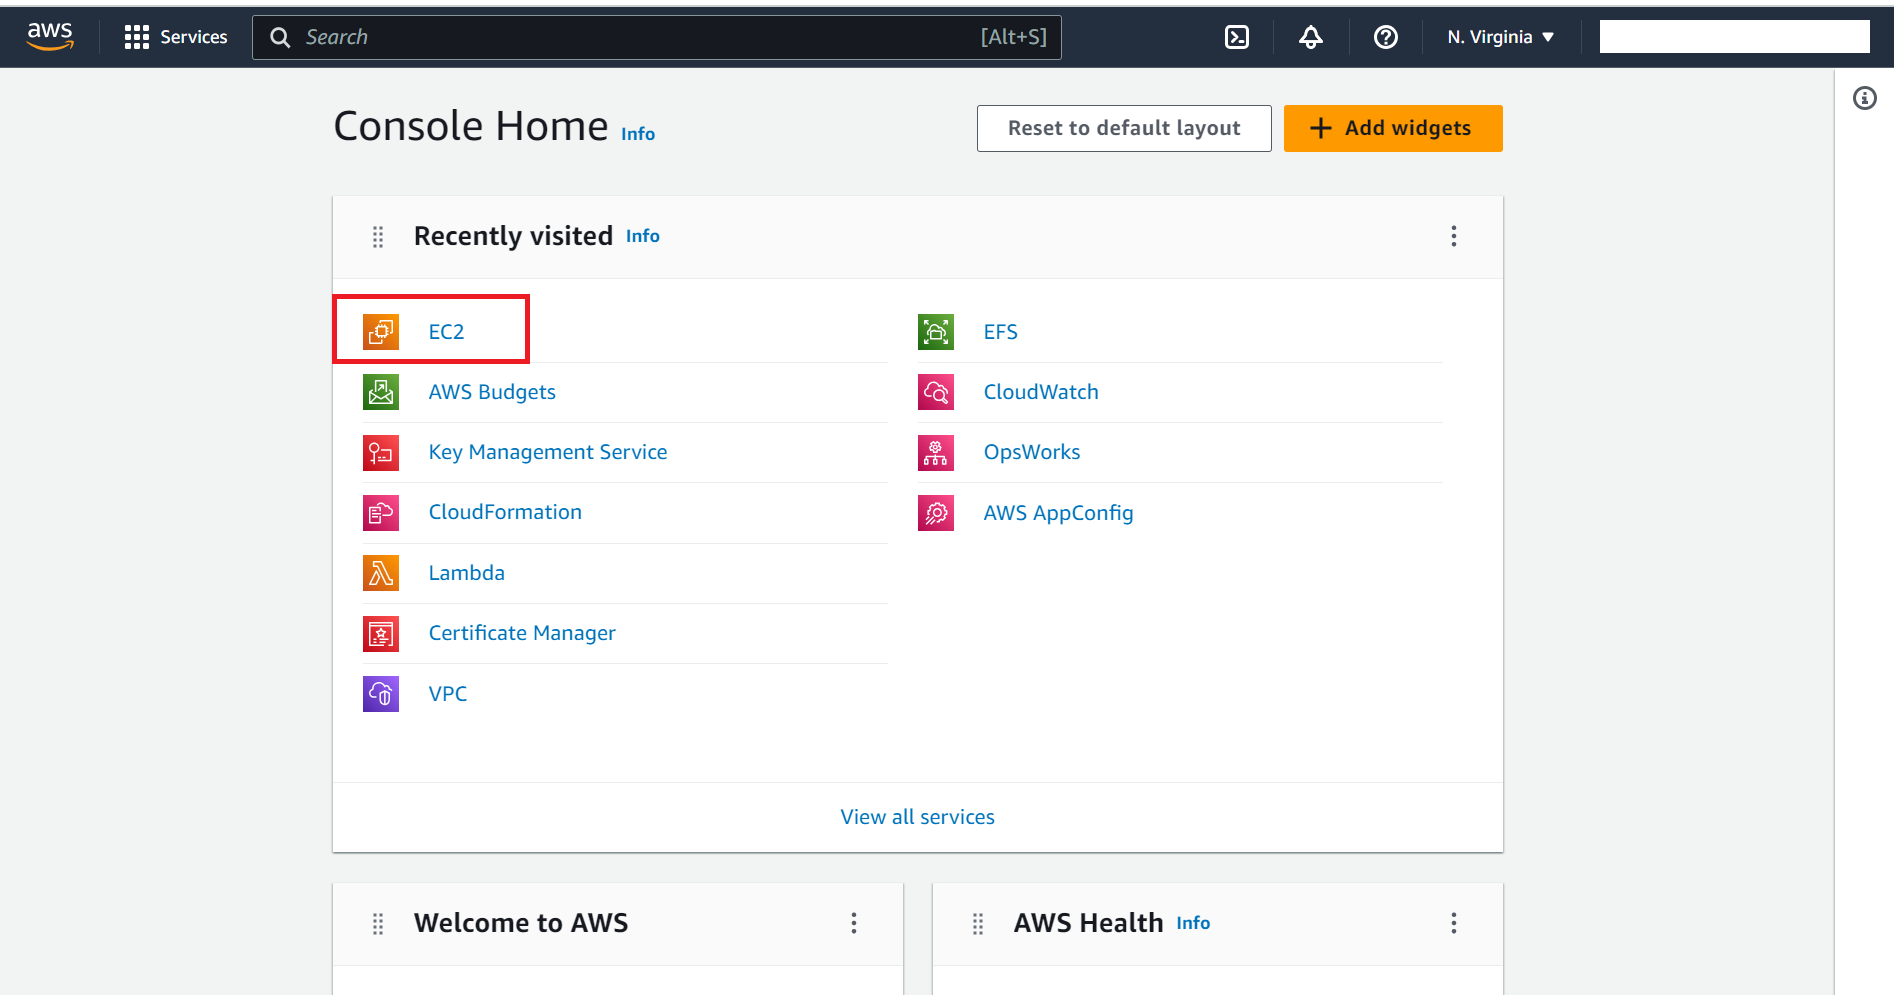 aws
Services
Search
[Alt+S]
N. Virginia
Console Home Info
Reset to default layout
Add widgets
Recently visited Info
EC2
AWS Budgets
Key Management Service
CloudFormation
Lambda
Certificate Manager
VPC
EFS
CloudWatch
OpsWorks
AWS AppConfig
View all services
Welcome to AWS
AWS Health Info